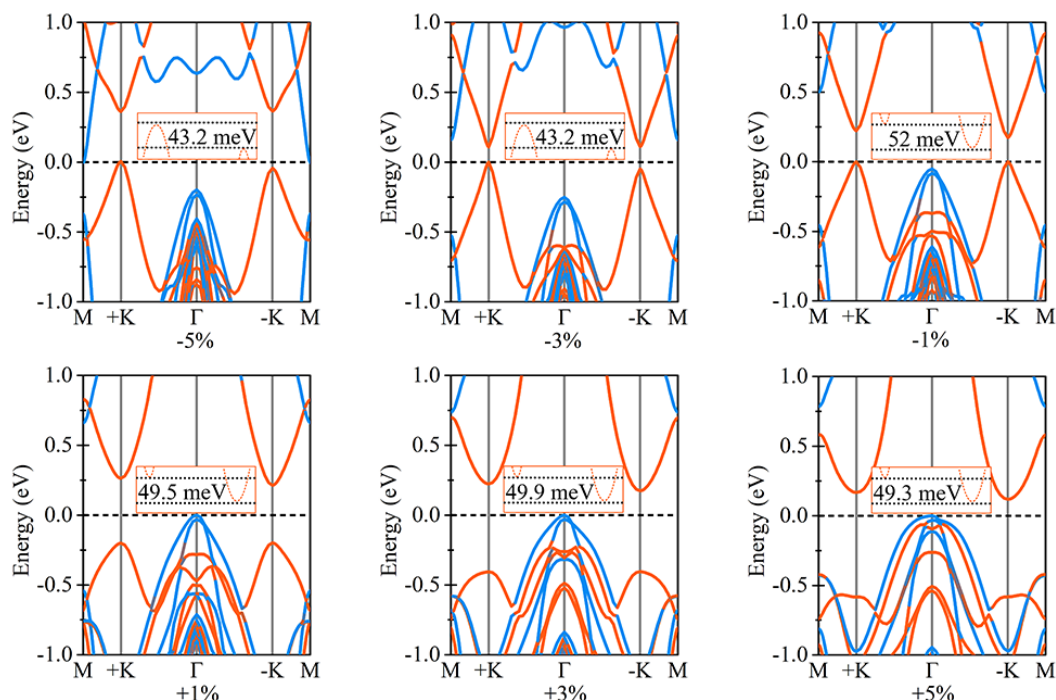 1.0
0.5
0.0
-0.5
-1.0
Energy (eV)
43.2 meV
M +K Γ -K M
-5%
1.0
0.5
0.0
-0.5
-1.0
Energy (eV)
43.2 meV
M +K Γ -K M
-3%
1.0
0.5
0.0
-0.5
-1.0
Energy (eV)
52 meV
M +K Γ -K M
-1%
1.0
0.5
0.0
-0.5
-1.0
Energy (eV)
49.5 meV
M +K Γ -K M
+1%
1.0
0.5
0.0
-0.5
-1.0
Energy (eV)
49.9 meV
M +K Γ -K M
+3%
1.0
0.5
0.0
-0.5
-1.0
Energy (eV)
49.3 meV
M +K Γ -K M
+5%